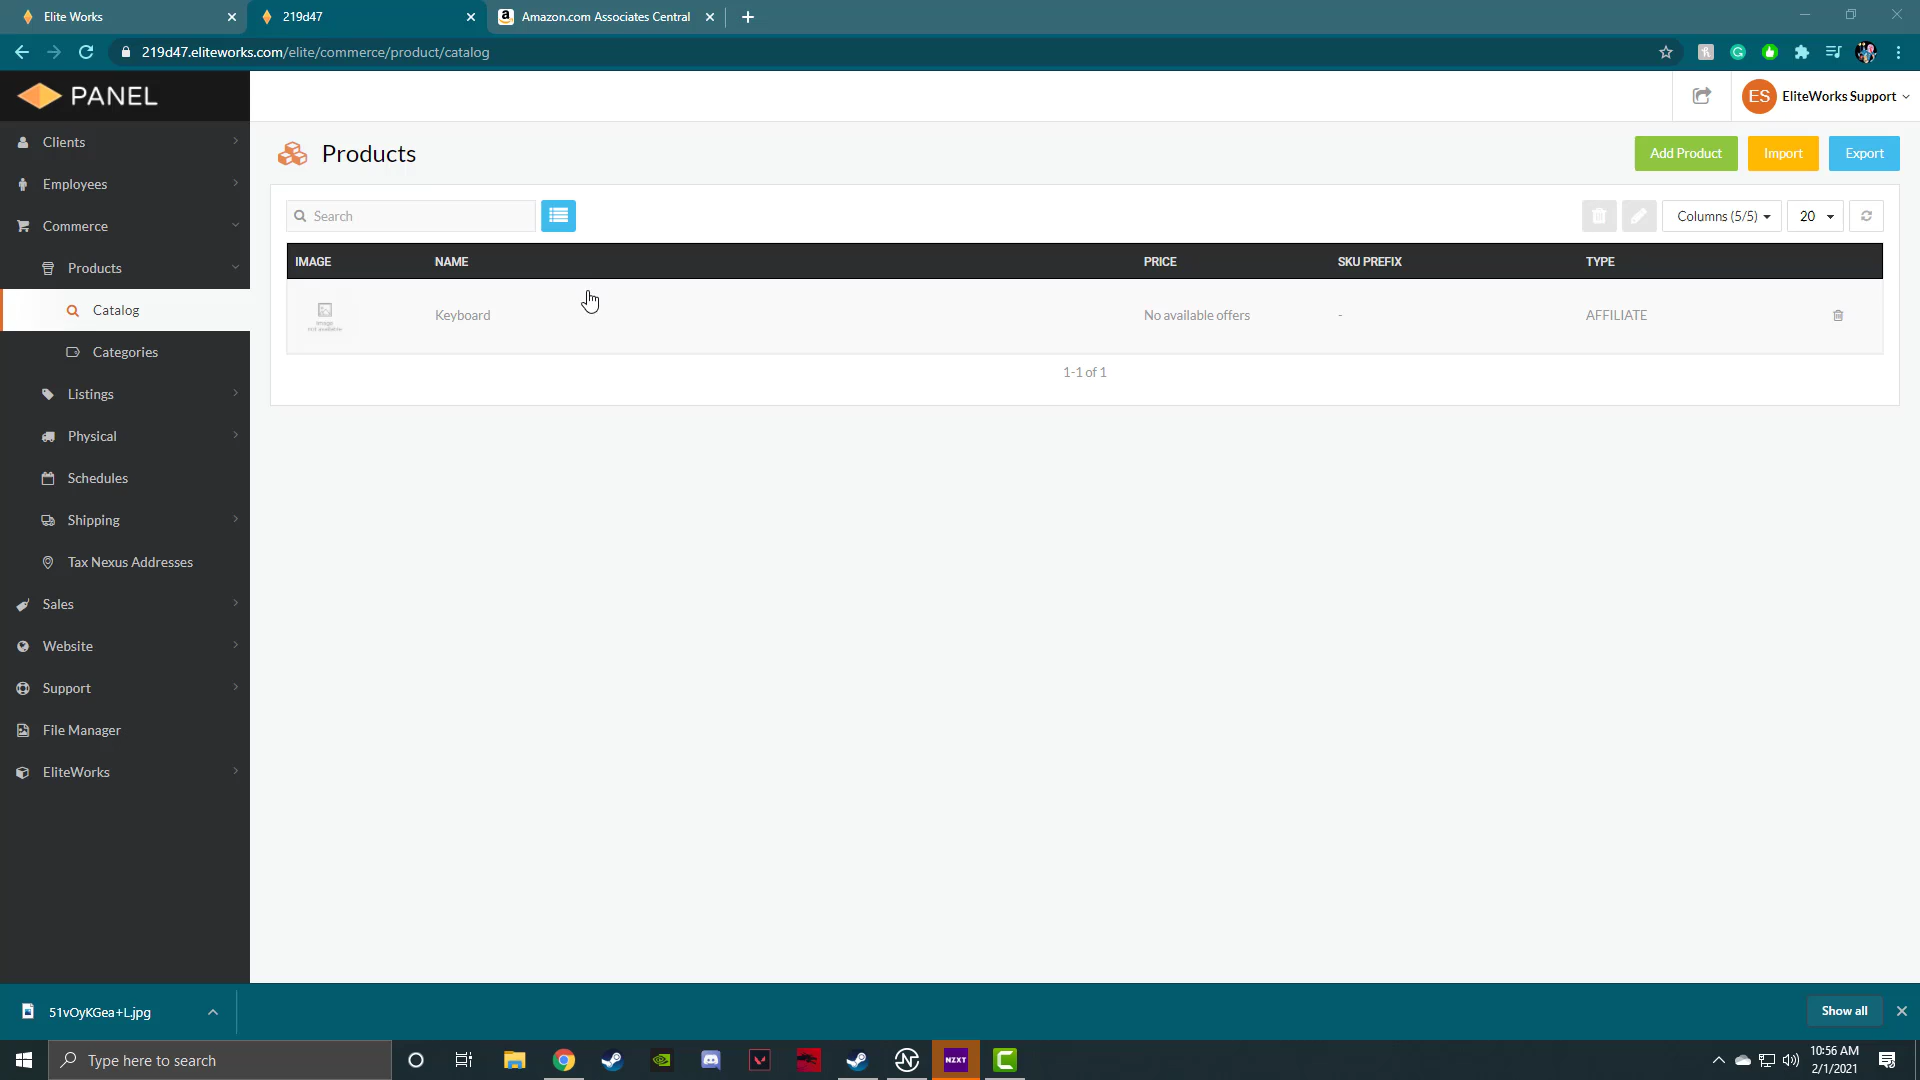 Elite Works
219d47
Amazon.com Associates Central
219d47.eliteworks.com/elite/commerce/product/catalog
PANEL
ES EliteWorks Support
Clients
Employees
Commerce
Products
Catalog
Categories
Listings
Physical
Schedules
Shipping
Tax Nexus Addresses
Sales
Website
Support
File Manager
EliteWorks
Products
Add Product
Import
Export
Search
Columns (5/5)
20
IMAGE NAME PRICE SKU PREFIX TYPE
image not available
Keyboard No available offers - AFFILIATE
1-1 of 1
51vOyKGea+L.jpg
Show all
Type here to search
NZXT
10:56 AM
2/1/2021